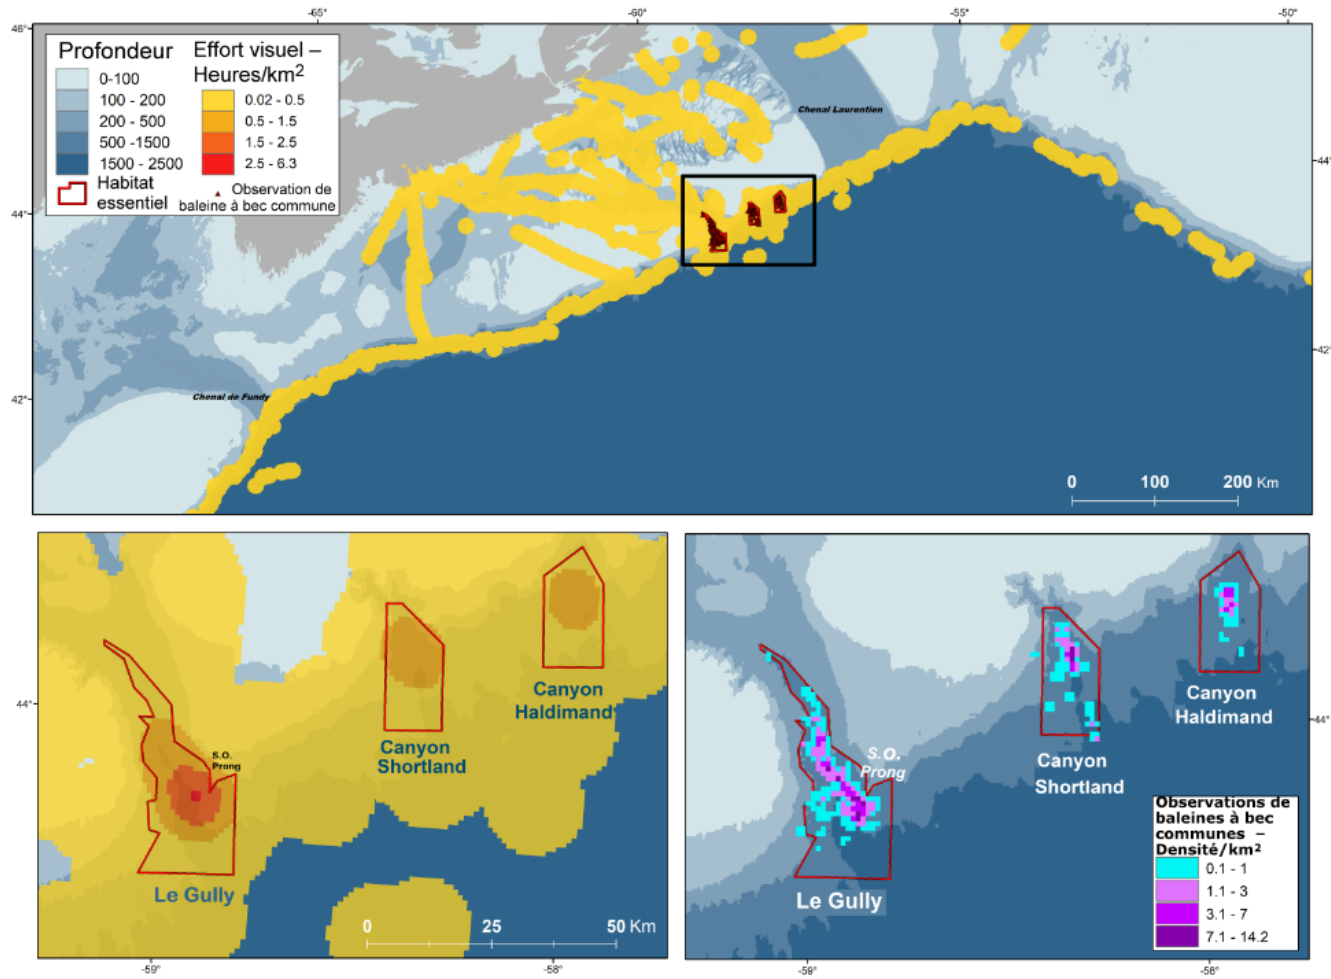 -65°
-60°
-55°
-50°
46°
44°
42°
44°
42°
Profondeur
0-100
100 - 200
200 - 500
500 -1500
1500 - 2500
Habitat
essentiel
Effort visuel –
Heures/km2
0.02 - 0.5
0.5 - 1.5
1.5 - 2.5
2.5 - 6.3
Observation de
baleine à bec commune
Chenal Laurentien
Chenal de Fundy
0 100 200 Km
Canyon
Haldimand
Canyon
Shortland
S.O.
Prong
Le Gully
0 25 50 Km
44°
-59°
-58°
Canyon
Haldimand
Canyon
Shortland
S.O.
Prong
Le Gully
Observations de
baleines à bec
communes –
Densité/km2
0.1 - 1
1.1 - 3
3.1 - 7
7.1 - 14.2
44°
-58°